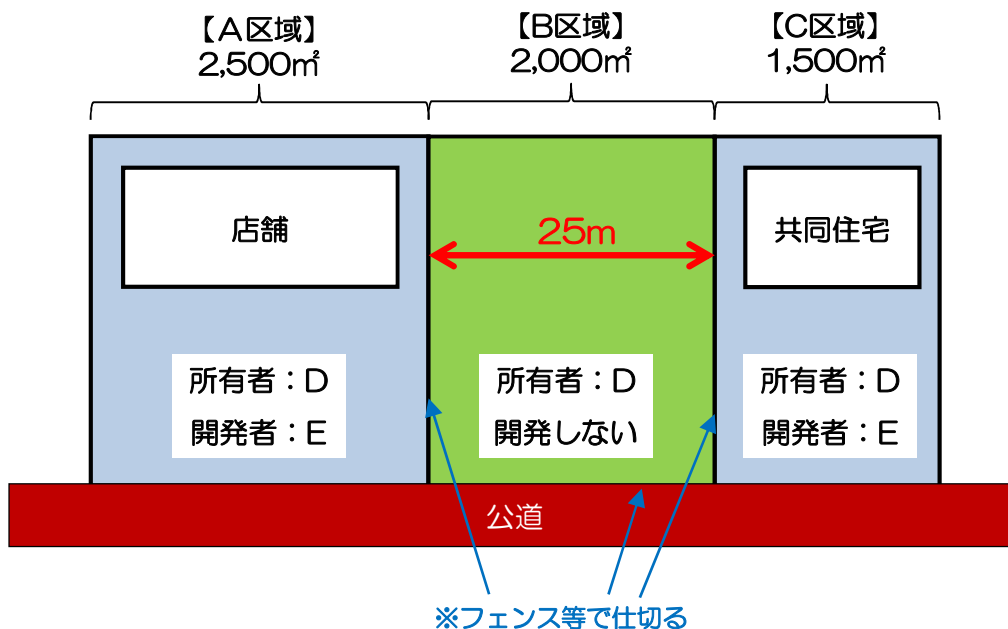 【A区域】
2,500㎡
【B区域】
2,000㎡
【C区域】
1,500㎡
店舗
25m
共同住宅
所有者：D
開発者：E
所有者：D
開発しない
所有者：D
開発者：E
公道
※フェンス等で仕切る